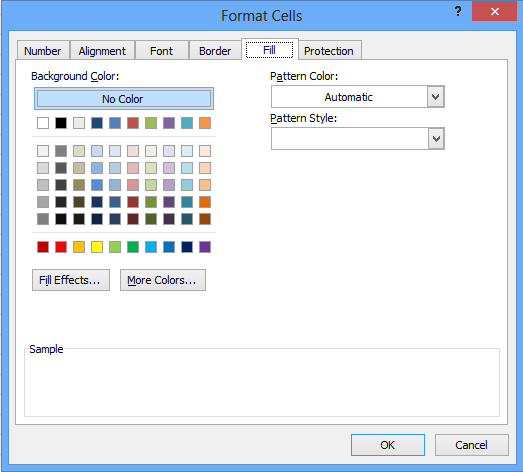 Format Cells
?
Number Alignment Font Border Fill Protection
Background Color:
No Color
Pattern Color:
Automatic
Pattern Style:
Fill Effects...
More Colors...
Sample
OK
Cancel